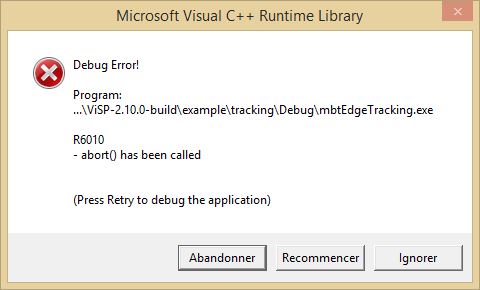 Microsoft Visual C++ Runtime Library
Debug Error!
Program:
...\ViSP-2.10.0-build\example\tracking\Debug\mbtEdgeTracking.exe
R6010
- abort() has been called
(Press Retry to debug the application)
Abandonner
Recommencer
Ignorer